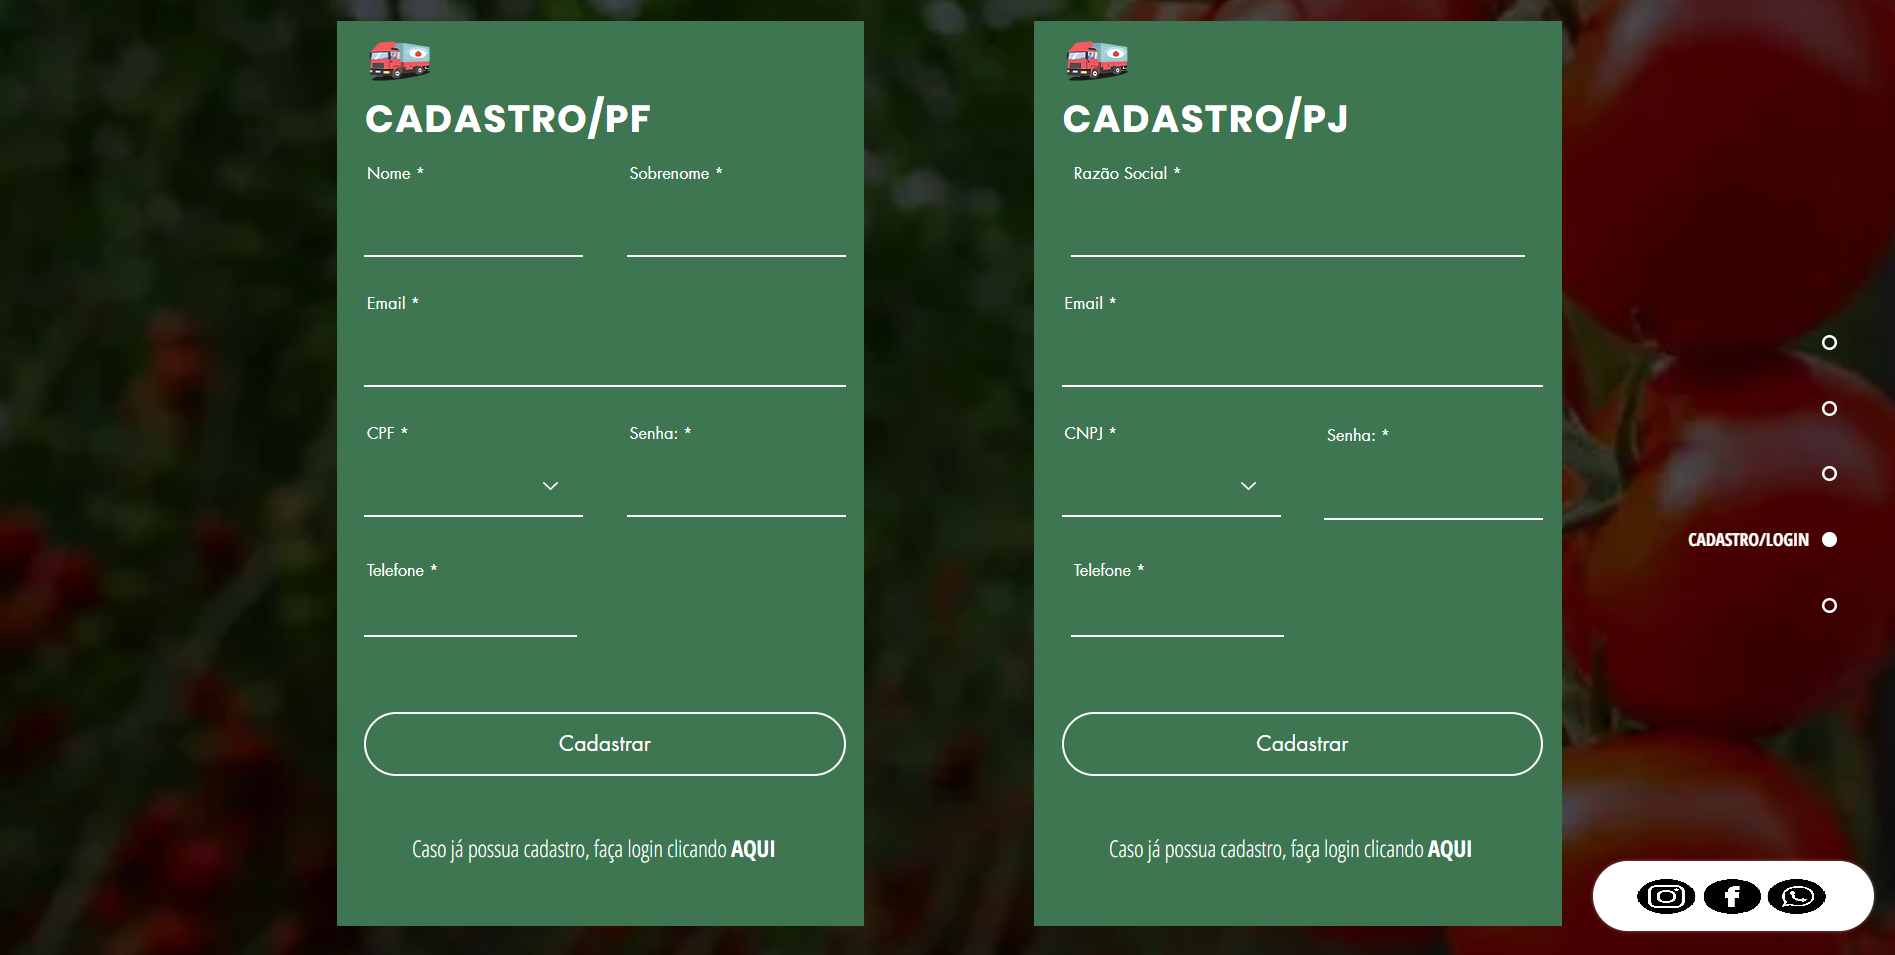 CADASTRO/PF
Nome *
Sobrenome *
Email *
CPF *
Senha: *
Telefone *
Cadastrar
Caso já possua cadastro, faça login clicando AQUI
CADASTRO/PJ
Razão Social *
Email *
CNPJ *
Senha: *
Telefone *
Cadastrar
Caso já possua cadastro, faça login clicando AQUI
CADASTRO/LOGIN